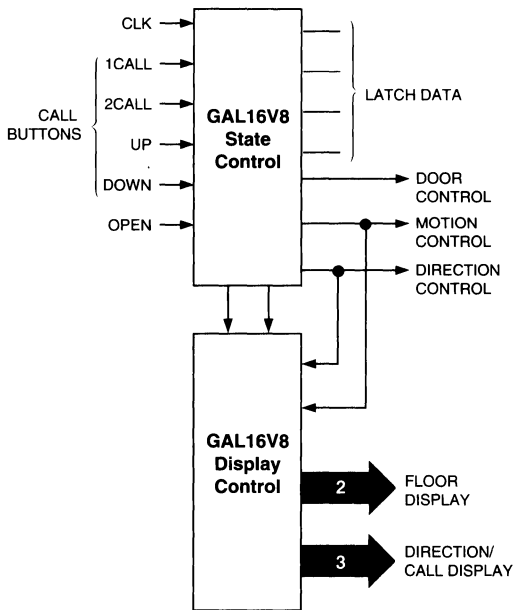 CLK
1CALL
2CALL
CALL
BUTTONS
UP
DOWN
OPEN
GAL16V8
State
Control
LATCH DATA
DOOR
CONTROL
MOTION
CONTROL
DIRECTION
CONTROL
GAL16V8
Display
Control
2
FLOOR
DISPLAY
3
DIRECTION/
CALL DISPLAY